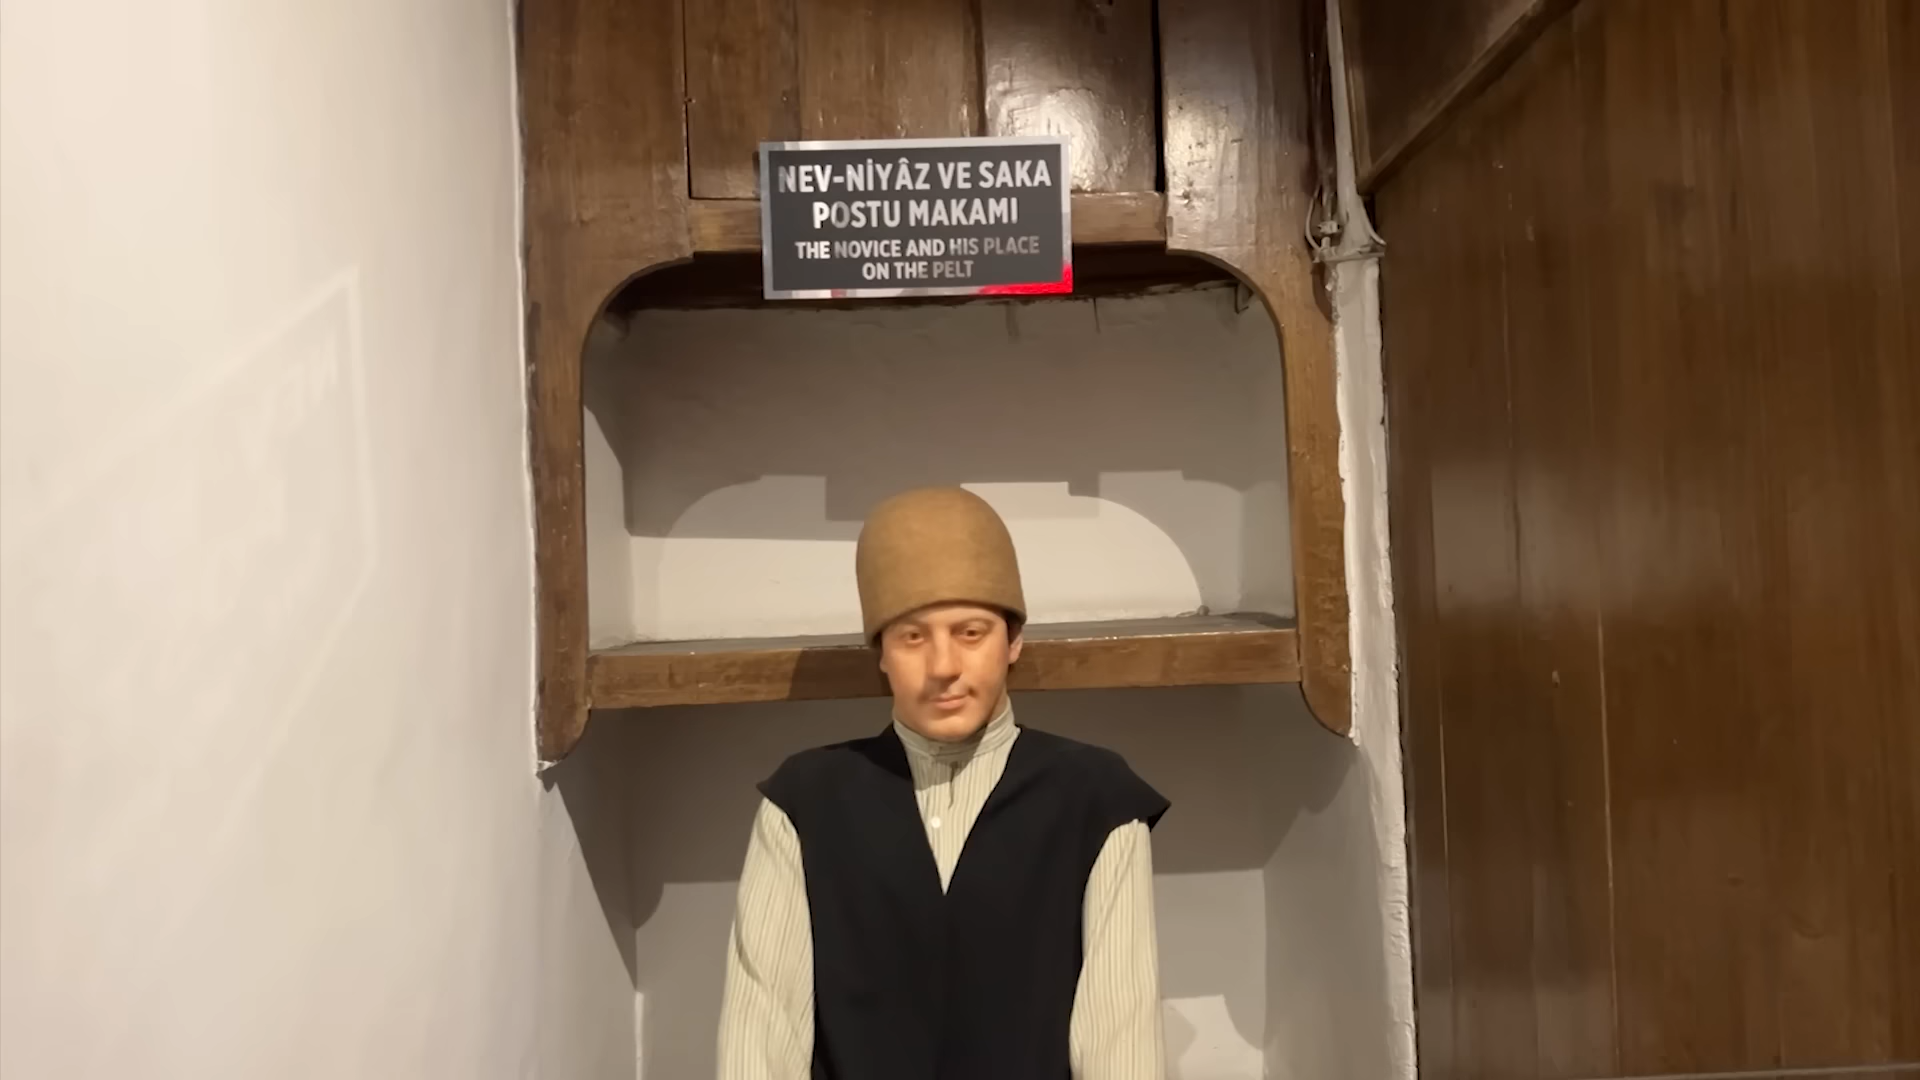 NEV-NİYÂZ VE SAKA
POSTU MAKAMI
THE NOVICE AND HIS PLACE
ON THE PELT